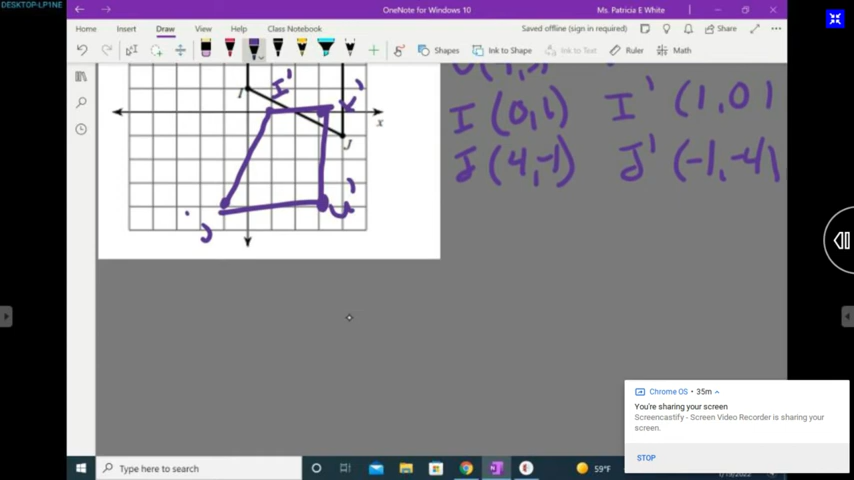 DESKTOP-LP1NE
OneNote for Windows 10
Ms. Patricia E White
Home Insert Draw View Help Class Notebook
Saved offline (sign in required)
Share
Shapes Ink to Shape Ink to Text Ruler Math
I I' K'
x
J
J' U'
I (0,1) I' (1,0)
J (4,-1) J' (-1,-4)
Chrome OS • 35m
You're sharing your screen
Screencastify - Screen Video Recorder is sharing your
screen.
STOP
Type here to search
59°F